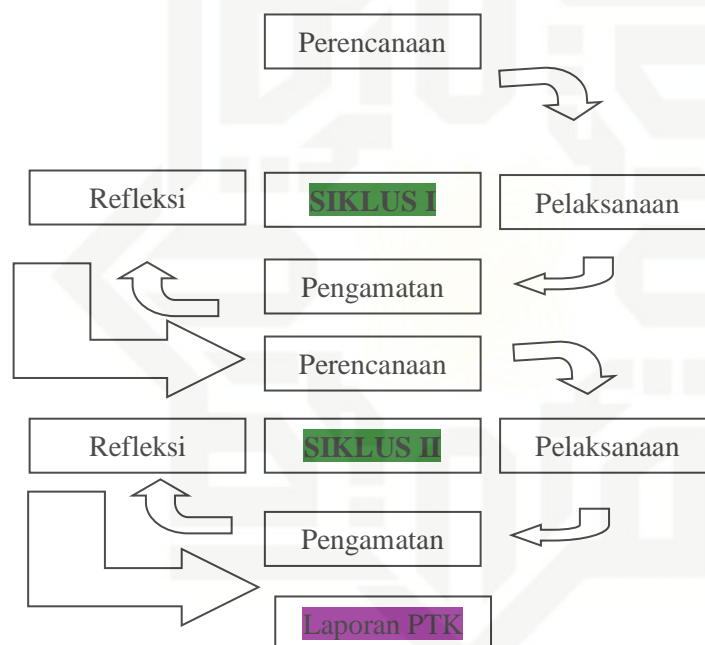 Perencanaan
Refleksi
SIKLUS I
Pelaksanaan
Pengamatan
Perencanaan
Refleksi
SIKLUS II
Pelaksanaan
Pengamatan
Laporan PTK